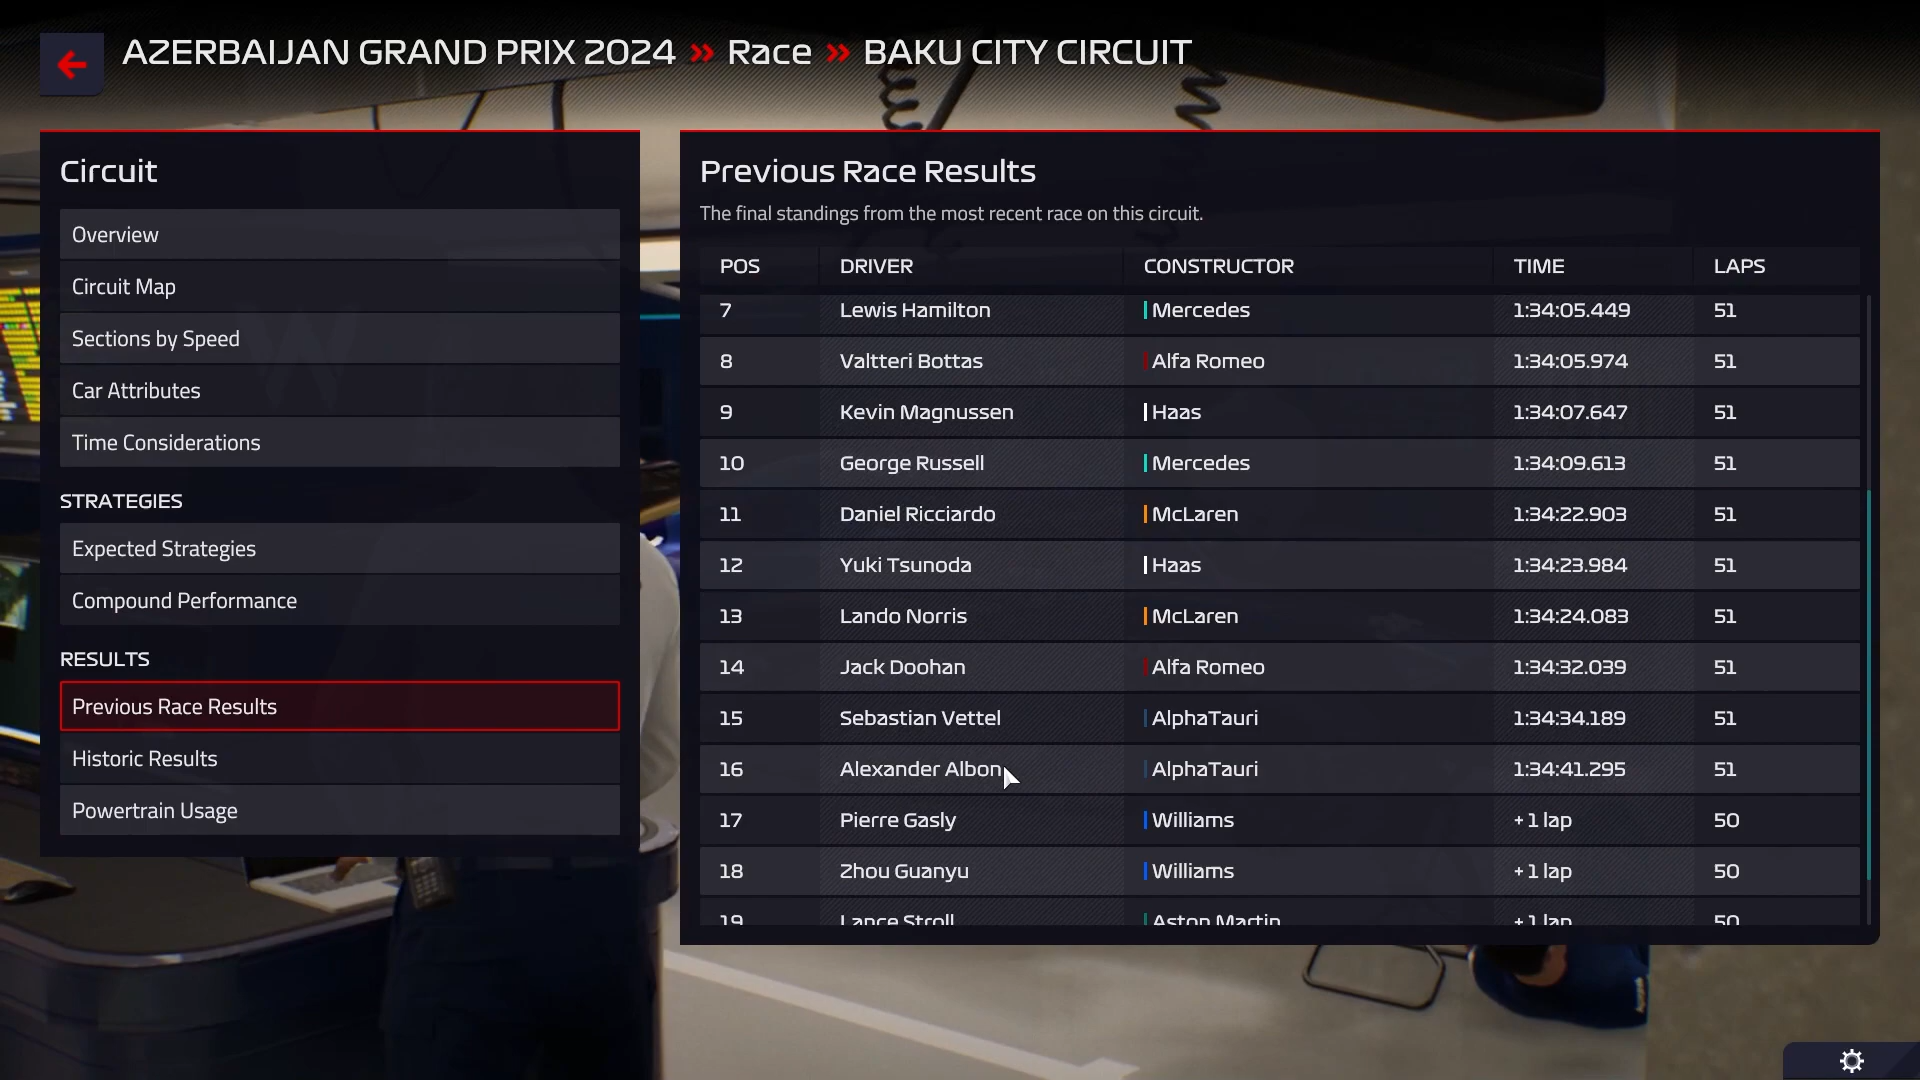 AZERBAIJAN GRAND PRIX 2024 » Race » BAKU CITY CIRCUIT
Circuit
Overview
Circuit Map
Sections by Speed
Car Attributes
Time Considerations
STRATEGIES
Expected Strategies
Compound Performance
RESULTS
Previous Race Results
Historic Results
Powertrain Usage
Previous Race Results
The final standings from the most recent race on this circuit.
POS DRIVER CONSTRUCTOR TIME LAPS
7 Lewis Hamilton Mercedes 1:34:05.449 51
8 Valtteri Bottas Alfa Romeo 1:34:05.974 51
9 Kevin Magnussen Haas 1:34:07.647 51
10 George Russell Mercedes 1:34:09.613 51
11 Daniel Ricciardo McLaren 1:34:22.903 51
12 Yuki Tsunoda Haas 1:34:23.984 51
13 Lando Norris McLaren 1:34:24.083 51
14 Jack Doohan Alfa Romeo 1:34:32.039 51
15 Sebastian Vettel AlphaTauri 1:34:34.189 51
16 Alexander Albon AlphaTauri 1:34:41.295 51
17 Pierre Gasly Williams + 1 lap 50
18 Zhou Guanyu Williams + 1 lap 50
19 Lance Stroll Aston Martin + 1 lap 50